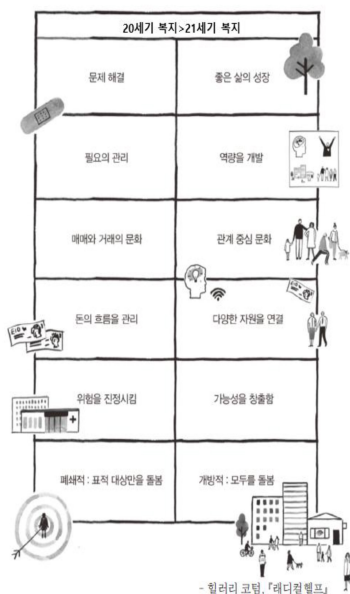 20세기 복지>21세기 복지
문제 해결
좋은 삶의 성장
필요의 관리
역량을 개발
매매와 거래의 문화
관계 중심 문화
돈의 흐름을 관리
다양한 자원을 연결
위험을 진정시킴
가능성을 창출함
폐쇄적 : 표적 대상만을 돌봄
개방적 : 모두를 돌봄
- 힐러리 코텀, 『래디컬 헬프』